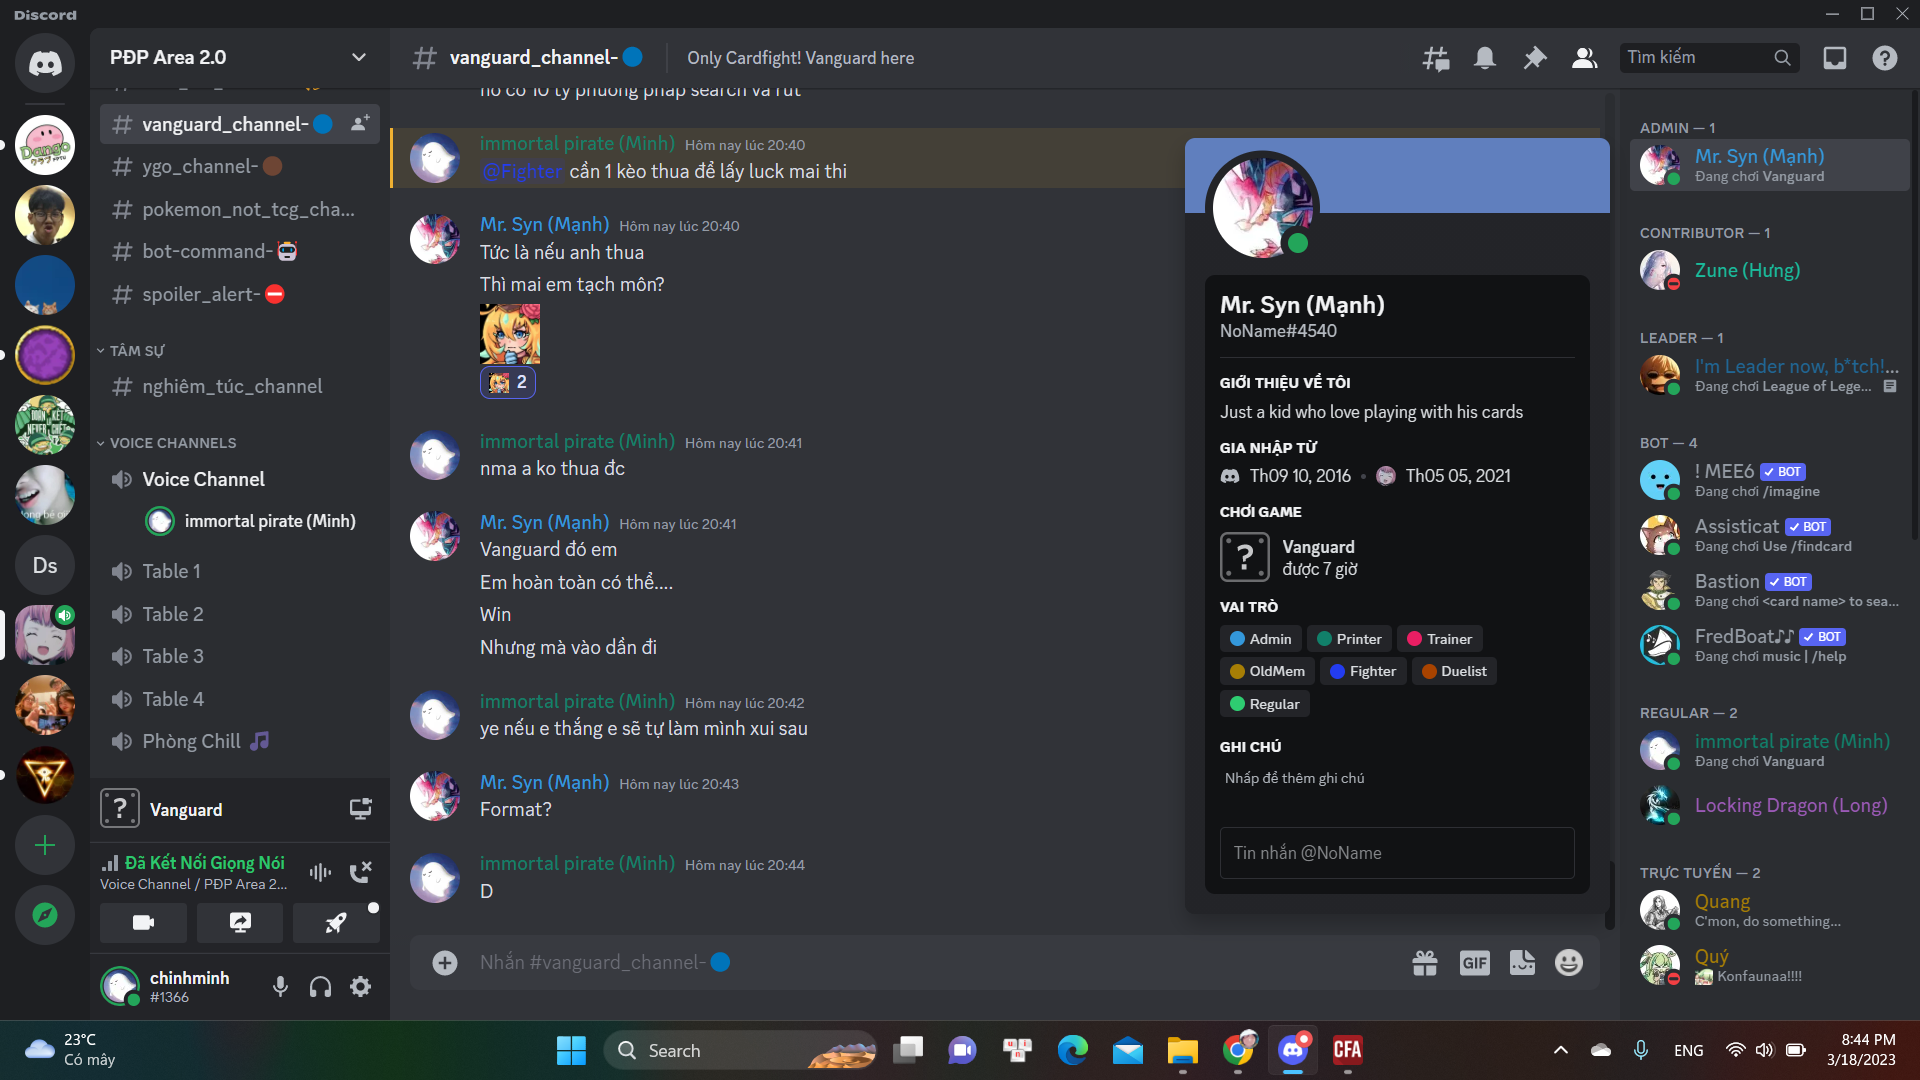 Discord
PĐP Area 2.0
vanguard_channel-
Only Cardfight! Vanguard here
Tìm kiếm
vanguard_channel-
ygo_channel-
pokemon_not_tcg_cha...
bot-command-
spoiler_alert-
TÂM SỰ
nghiêm_túc_channel
VOICE CHANNELS
Voice Channel
immortal pirate (Minh)
Table 1
Table 2
Table 3
Table 4
Phòng Chill
Vanguard
Đã Kết Nối Giọng Nói
Voice Channel / PĐP Area 2...
chinhminh
#1366
Dango
Ds
nó có 10 tỷ phương pháp search và rút
immortal pirate (Minh) Hôm nay lúc 20:40
@Fighter cần 1 kèo thua để lấy luck mai thi
Mr. Syn (Mạnh) Hôm nay lúc 20:40
Tức là nếu anh thua
Thì mai em tạch môn?
2
immortal pirate (Minh) Hôm nay lúc 20:41
nma a ko thua đc
Mr. Syn (Mạnh) Hôm nay lúc 20:41
Vanguard đó em
Em hoàn toàn có thể....
Win
Nhưng mà vào dần đi
immortal pirate (Minh) Hôm nay lúc 20:42
ye nếu e thắng e sẽ tự làm mình xui sau
Mr. Syn (Mạnh) Hôm nay lúc 20:43
Format?
immortal pirate (Minh) Hôm nay lúc 20:44
D
Nhắn #vanguard_channel-
GIF
Mr. Syn (Mạnh)
NoName#4540
GIỚI THIỆU VỀ TÔI
Just a kid who love playing with his cards
GIA NHẬP TỪ
Th09 10, 2016 • Th05 05, 2021
CHƠI GAME
Vanguard
được 7 giờ
VAI TRÒ
Admin Printer Trainer
OldMem Fighter Duelist
Regular
GHI CHÚ
Nhấp để thêm ghi chú
Tin nhắn @NoName
ADMIN — 1
Mr. Syn (Mạnh)
Đang chơi Vanguard
CONTRIBUTOR — 1
Zune (Hưng)
LEADER — 1
I'm Leader now, b*tch!...
Đang chơi League of Lege...
BOT — 4
! MEE6 BOT
Đang chơi /imagine
Assisticat BOT
Đang chơi Use /findcard
Bastion BOT
Đang chơi <card name> to sea...
FredBoat♪♪ BOT
Đang chơi music | /help
REGULAR — 2
immortal pirate (Minh)
Đang chơi Vanguard
Locking Dragon (Long)
TRỰC TUYẾN — 2
Quang
C'mon, do something...
Quý
Konfaunaa!!!!
23°C
Có mây
Search
CFA
ENG
8:44 PM
3/18/2023